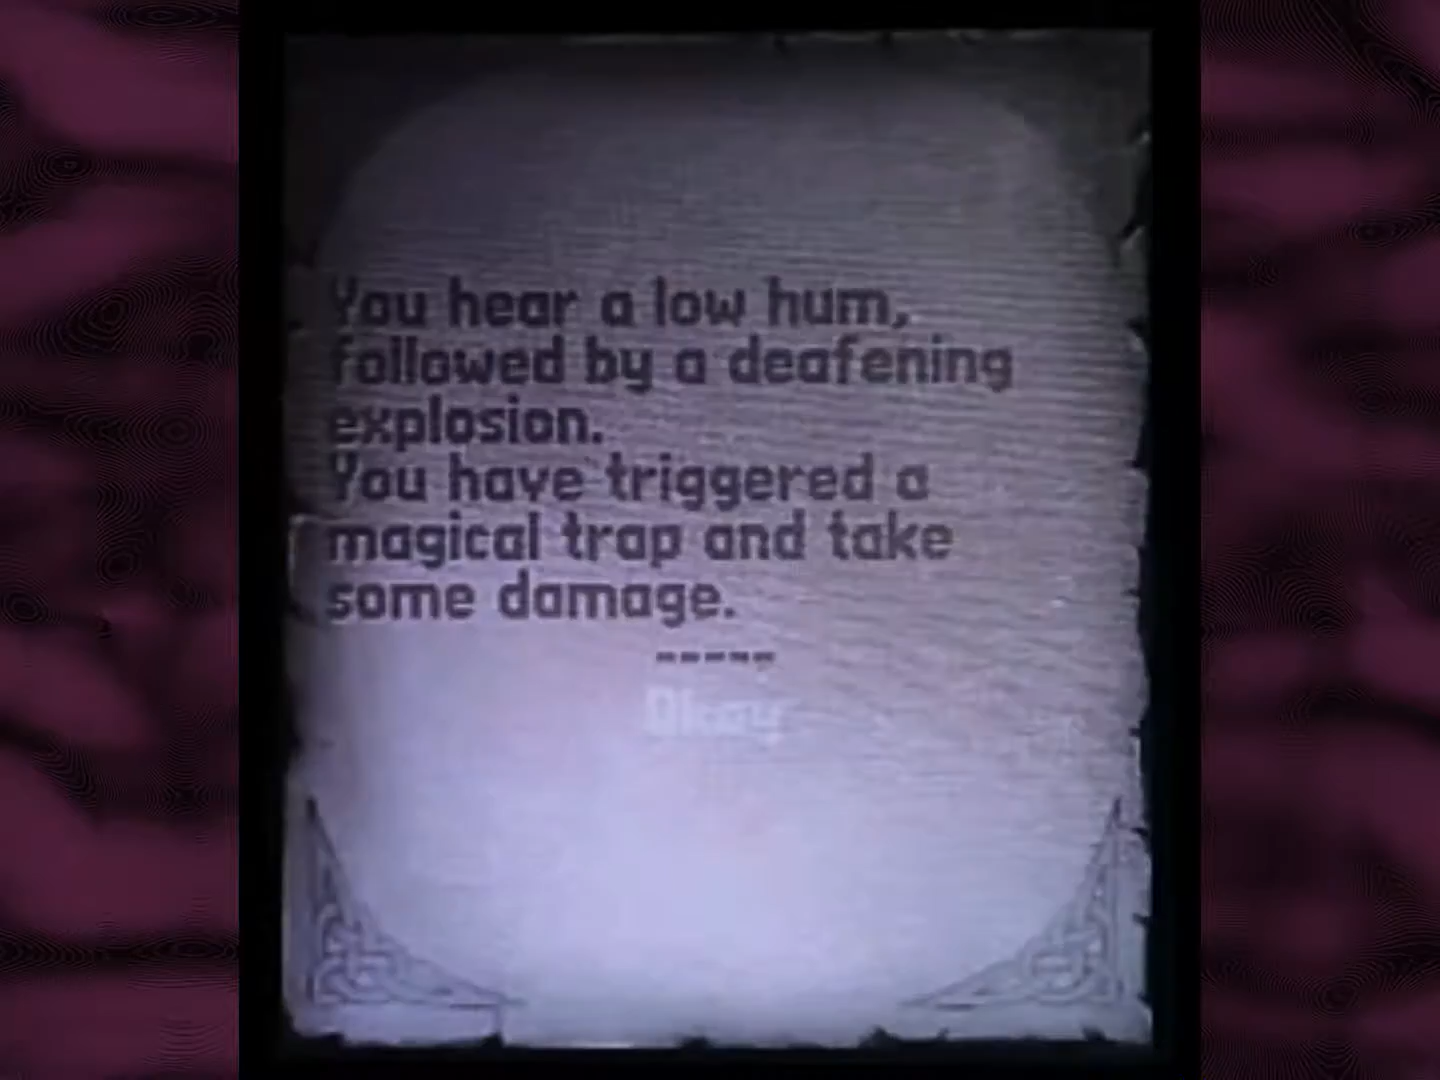 You hear a low hum,
followed by a deafening
explosion.
You have triggered a
magical trap and take
some damage.
-----
Okay